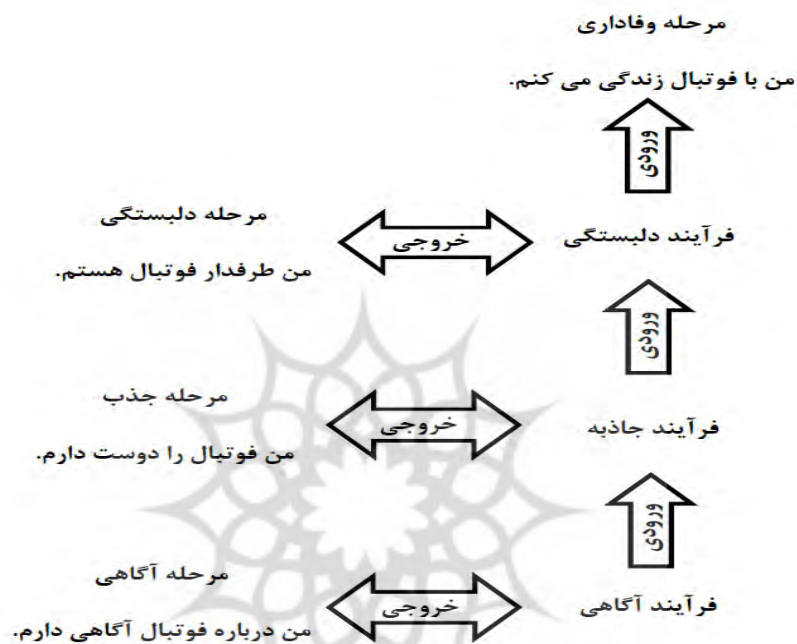 مرحله وفاداری
من با فوتبال زندگی می کنم.
ورودی
فرآیند دلبستگی
خروجی
مرحله دلبستگی
من طرفدار فوتبال هستم.
ورودی
فرآیند جاذبه
خروجی
مرحله جذب
من فوتبال را دوست دارم.
ورودی
فرآیند آگاهی
خروجی
مرحله آگاهی
من درباره فوتبال آگاهی دارم.